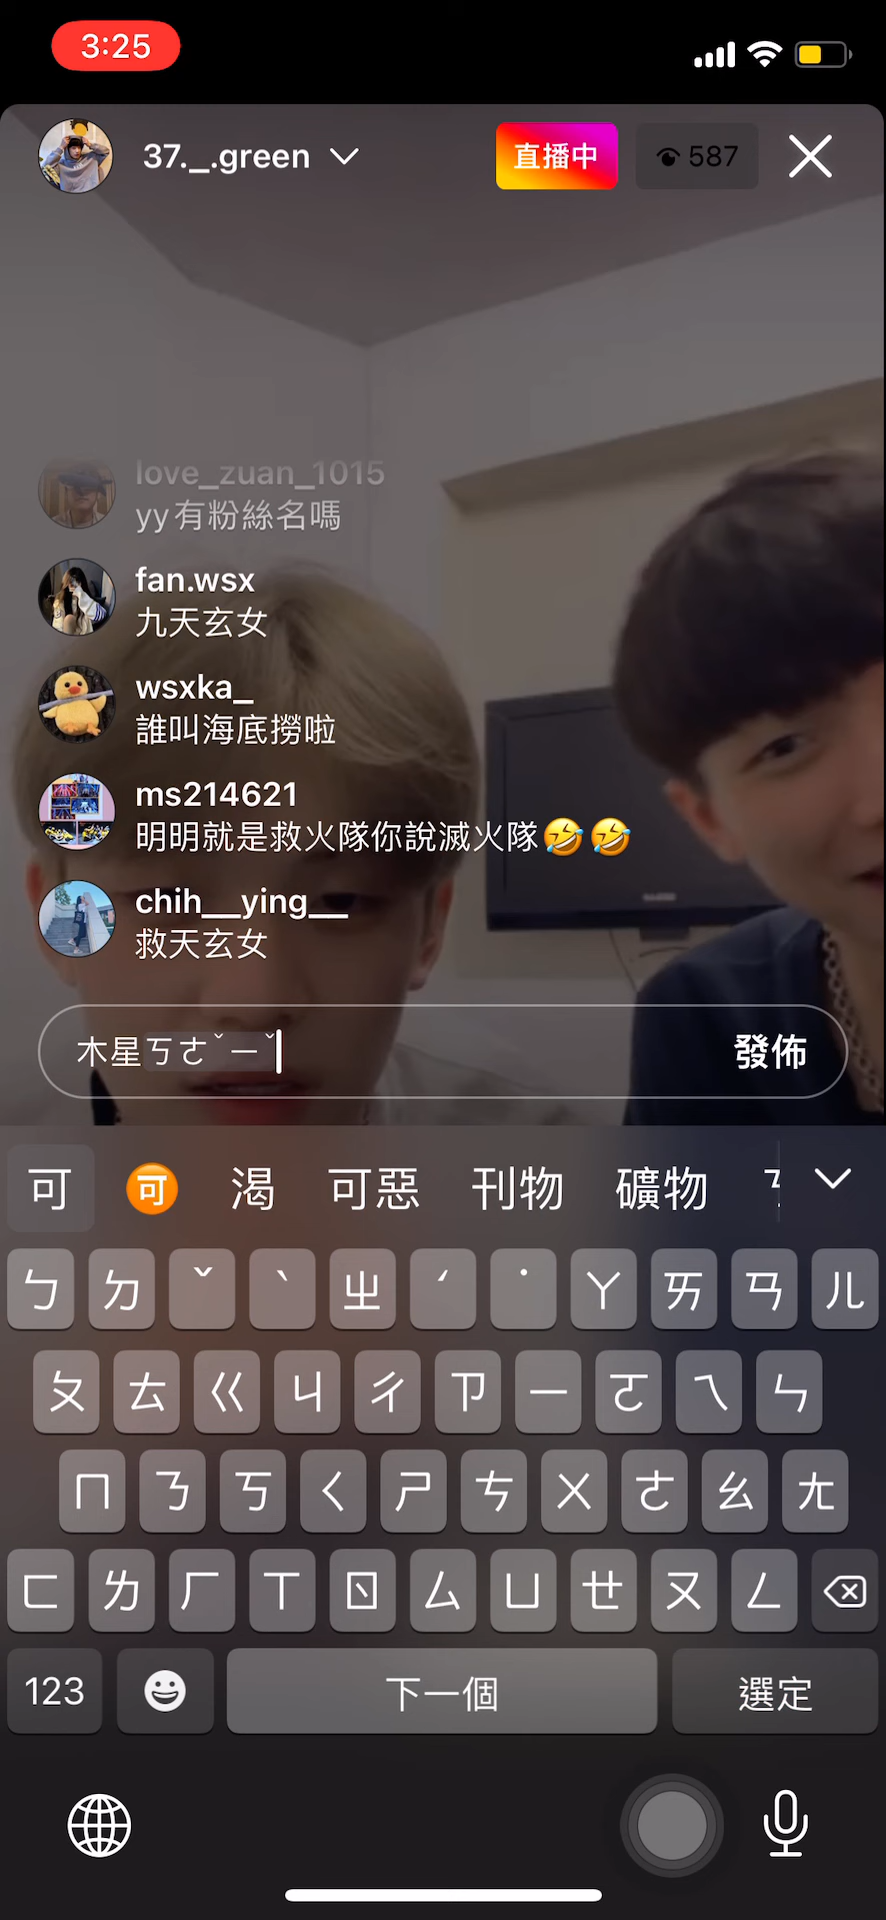 3:25
37._.green
直播中
587
love_zuan_1015
yy有粉絲名嗎
fan.wsx
九天玄女
wsxka_
誰叫海底撈啦
ms214621
明明就是救火隊你說滅火隊🤣🤣
chih__ying__
救天玄女
木星ㄎㄜˇㄧˇ
發佈
可 🉑 渴 可惡 刊物 礦物
ㄅ ㄉ ˇ ˋ ㄓ ˊ ˙ ㄚ ㄞ ㄢ ㄦ
ㄆ ㄊ ㄍ ㄐ ㄔ ㄗ ㄧ ㄛ ㄟ ㄣ
ㄇ ㄋ ㄎ ㄑ ㄕ ㄘ ㄨ ㄜ ㄠ ㄤ
ㄈ ㄌ ㄏ ㄒ ㄖ ㄙ ㄩ ㄝ ㄡ ㄥ
123 下一個 選定